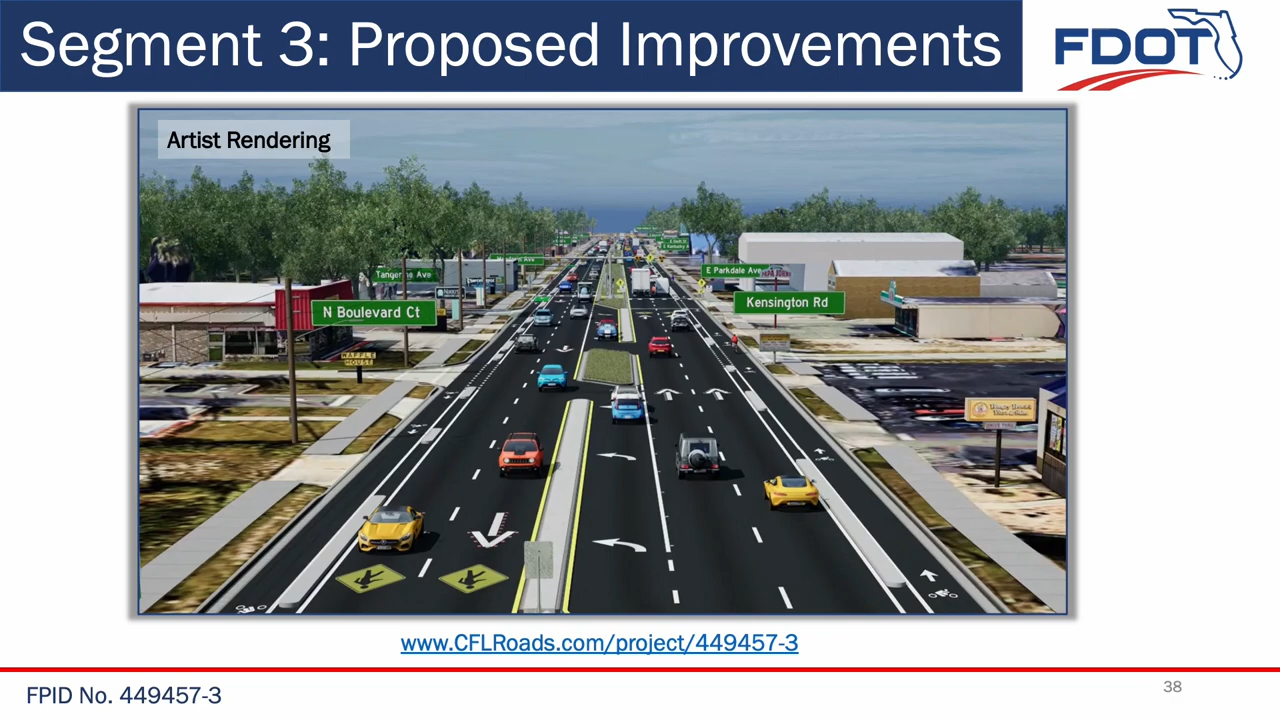 Segment 3: Proposed Improvements
FDOT
Artist Rendering
Tangerine Ave
N Boulevard Ct
WAFFLE
HOUSE
E Parkdale Ave
Kensington Rd
www.CFLRoads.com/project/449457-3
FPID No. 449457-3
38